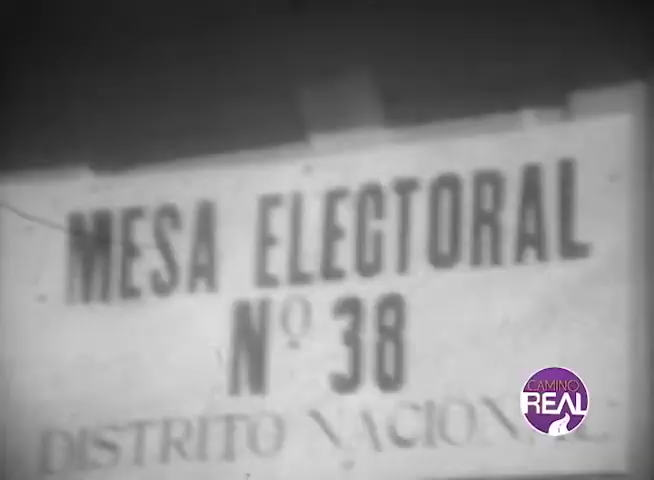 MESA ELECTORAL
Nº 38
DISTRITO NACIONAL
CAMINO
REAL